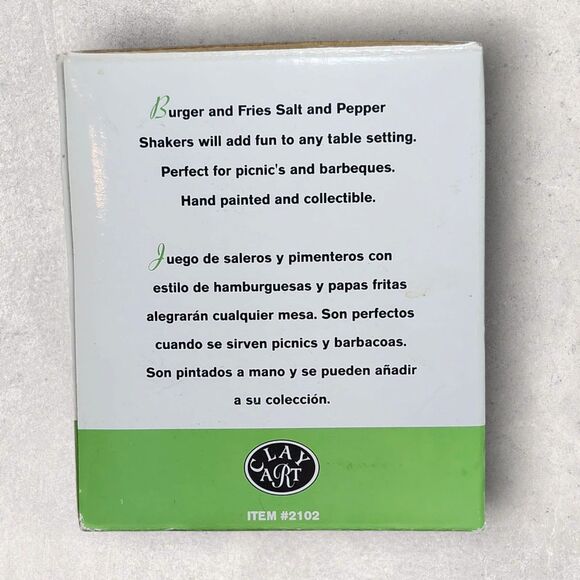 Burger and Fries Salt and Pepper
Shakers will add fun to any table setting.
Perfect for picnic's and barbeques.
Hand painted and collectible.
Juego de saleros y pimenteros con
estilo de hamburguesas y papas fritas
alegrarán cualquier mesa. Son perfectos
cuando se sirven picnics y barbacoas.
Son pintados a mano y se pueden añadir
a su colección.
CLAY
ART
ITEM #2102